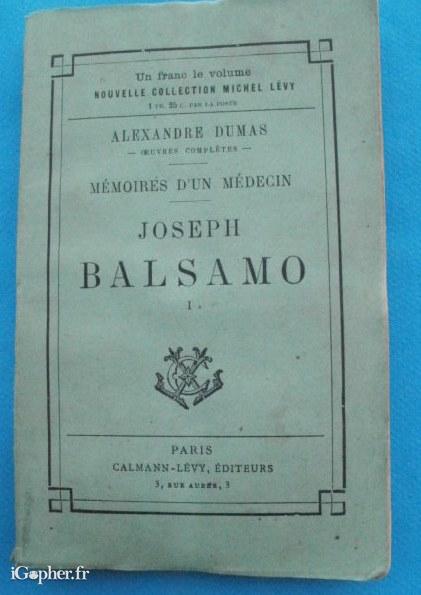 Un franc le volume
NOUVELLE COLLECTION MICHEL LÉVY
1 FR. 25 C. PAR LA POSTE
ALEXANDRE DUMAS
— ŒUVRES COMPLÈTES —
MÉMOIRES D'UN MÉDECIN
JOSEPH
BALSAMO
I.
PARIS
CALMANN-LÉVY, ÉDITEURS
3, RUE AUBER, 3
iGopher.fr